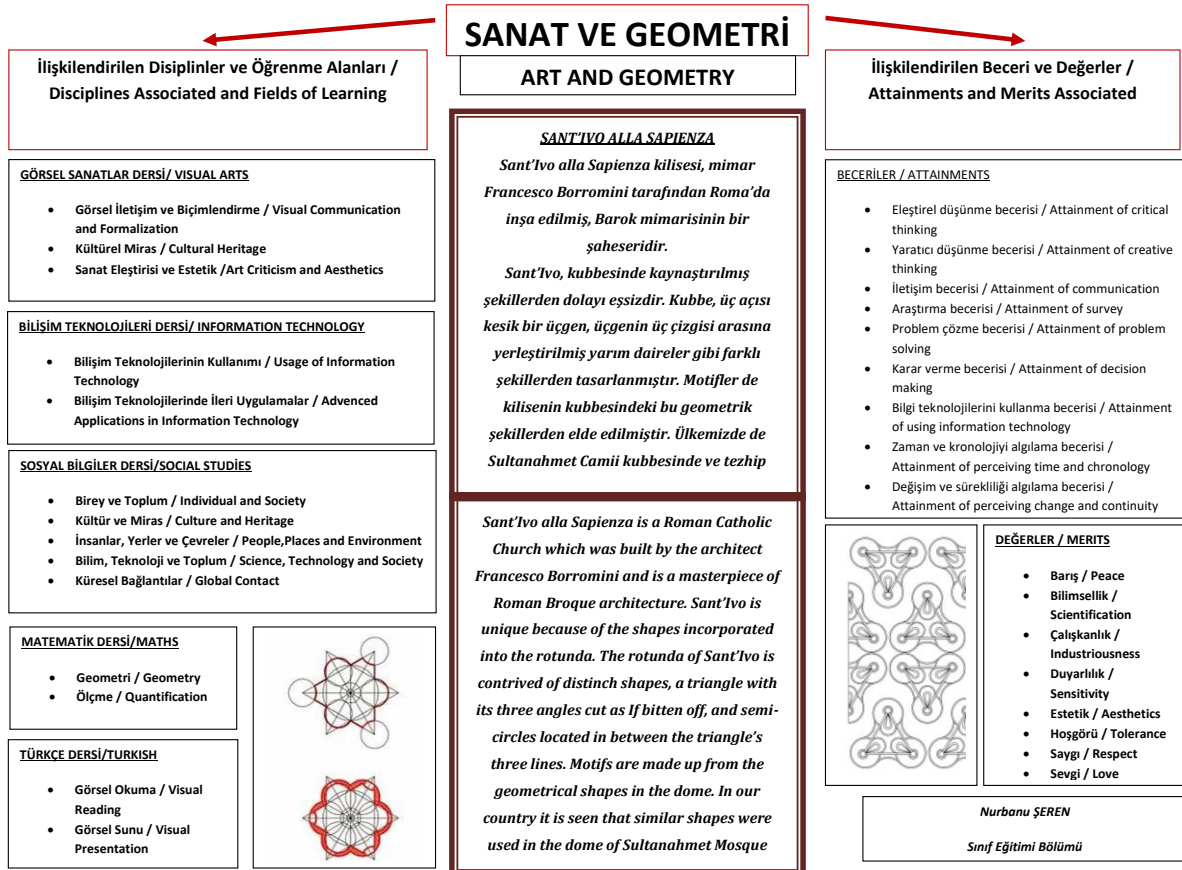 SANAT VE GEOMETRİ
ART AND GEOMETRY
İlişkilendirilen Disiplinler ve Öğrenme Alanları /
Disciplines Associated and Fields of Learning
GÖRSEL SANATLAR DERSİ/ VISUAL ARTS
• Görsel İletişim ve Biçimlendirme / Visual Communication
and Formalization
• Kültürel Miras / Cultural Heritage
• Sanat Eleştirisi ve Estetik /Art Criticism and Aesthetics
BİLİŞİM TEKNOLOJİLERİ DERSİ/ INFORMATION TECHNOLOGY
• Bilişim Teknolojilerinin Kullanımı / Usage of Information
Technology
• Bilişim Teknolojilerinde İleri Uygulamalar / Advenced
Applications in Information Technology
SOSYAL BİLGİLER DERSİ/SOCIAL STUDİES
• Birey ve Toplum / Individual and Society
• Kültür ve Miras / Culture and Heritage
• İnsanlar, Yerler ve Çevreler / People,Places and Environment
• Bilim, Teknoloji ve Toplum / Science, Technology and Society
• Küresel Bağlantılar / Global Contact
MATEMATİK DERSİ/MATHS
• Geometri / Geometry
• Ölçme / Quantification
TÜRKÇE DERSİ/TURKISH
• Görsel Okuma / Visual
Reading
• Görsel Sunu / Visual
Presentation
SANT'IVO ALLA SAPIENZA
Sant'Ivo alla Sapienza kilisesi, mimar
Francesco Borromini tarafından Roma'da
inşa edilmiş, Barok mimarisinin bir
şaheseridir.
Sant'Ivo, kubbesinde kaynaştırılmış
şekillerden dolayı eşsizdir. Kubbe, üç açısı
kesik bir üçgen, üçgenin üç çizgisi arasına
yerleştirilmiş yarım daireler gibi farklı
şekillerden tasarlanmıştır. Motifler de
kilisenin kubbesindeki bu geometrik
şekillerden elde edilmiştir. Ülkemizde de
Sultanahmet Camii kubbesinde ve tezhip
Sant'Ivo alla Sapienza is a Roman Catholic
Church which was built by the architect
Francesco Borromini and is a masterpiece of
Roman Broque architecture. Sant'Ivo is
unique because of the shapes incorporated
into the rotunda. The rotunda of Sant'Ivo is
contrived of distinch shapes, a triangle with
its three angles cut as If bitten off, and semi-
circles located in between the triangle's
three lines. Motifs are made up from the
geometrical shapes in the dome. In our
country it is seen that similar shapes were
used in the dome of Sultanahmet Mosque
İlişkilendirilen Beceri ve Değerler /
Attainments and Merits Associated
BECERİLER / ATTAINMENTS
• Eleştirel düşünme becerisi / Attainment of critical
thinking
• Yaratıcı düşünme becerisi / Attainment of creative
thinking
• İletişim becerisi / Attainment of communication
• Araştırma becerisi / Attainment of survey
• Problem çözme becerisi / Attainment of problem
solving
• Karar verme becerisi / Attainment of decision
making
• Bilgi teknolojilerini kullanma becerisi / Attainment
of using information technology
• Zaman ve kronolojiyi algılama becerisi /
Attainment of perceiving time and chronology
• Değişim ve sürekliliği algılama becerisi /
Attainment of perceiving change and continuity
DEĞERLER / MERITS
• Barış / Peace
• Bilimsellik /
Scientification
• Çalışkanlık /
Industriousness
• Duyarlılık /
Sensitivity
• Estetik / Aesthetics
• Hoşgörü / Tolerance
• Saygı / Respect
• Sevgi / Love
Nurbanu ŞEREN
Sınıf Eğitimi Bölümü